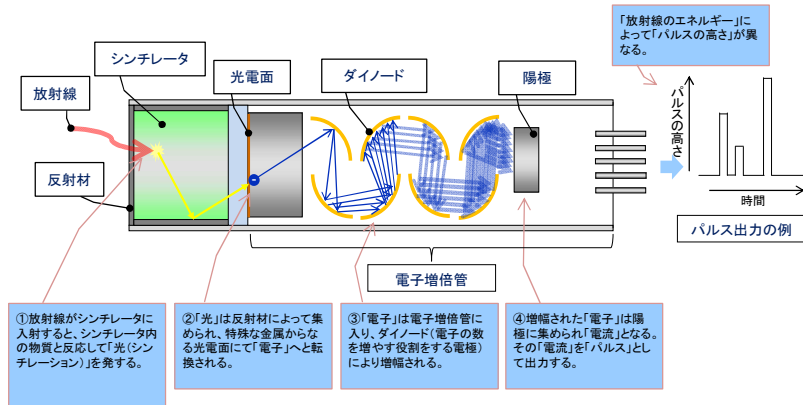 「放射線のエネルギー」に
よって「パルスの高さ」が異
なる。
シンチレータ
光電面
ダイノード
陽極
放射線
パルスの高さ
反射材
時間
パルス出力の例
電子増倍管
①放射線がシンチレータに
入射すると、シンチレータ内
の物質と反応して「光(シン
チレーション)」を発する。
②「光」は反射材によって集
められ、特殊な金属からな
る光電面にて「電子」へと転
換される。
③「電子」は電子増倍管に
入り、ダイノード(電子の数
を増やす役割をする電極)
により増幅される。
④増幅された「電子」は陽
極に集められ「電流」となる。
その「電流」を「パルス」とし
て出力する。